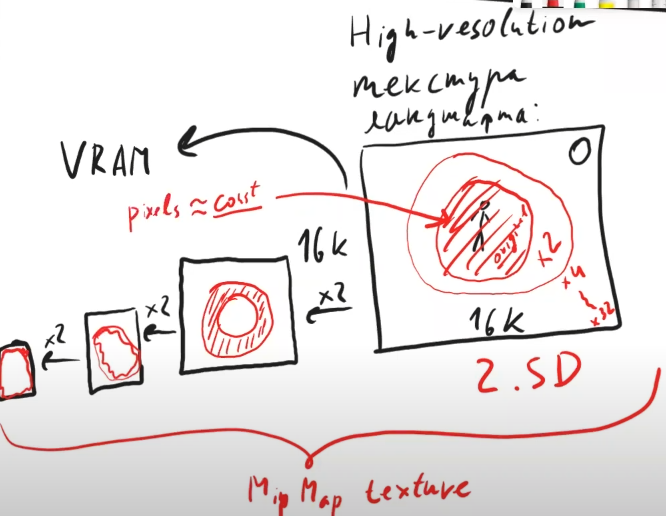 High-resolution
текстура
ландшафта:
VRAM
pixels ≈ const
original
x2
x4
x32
16k
x2
x2
x2
16k
2.5D
MipMap texture